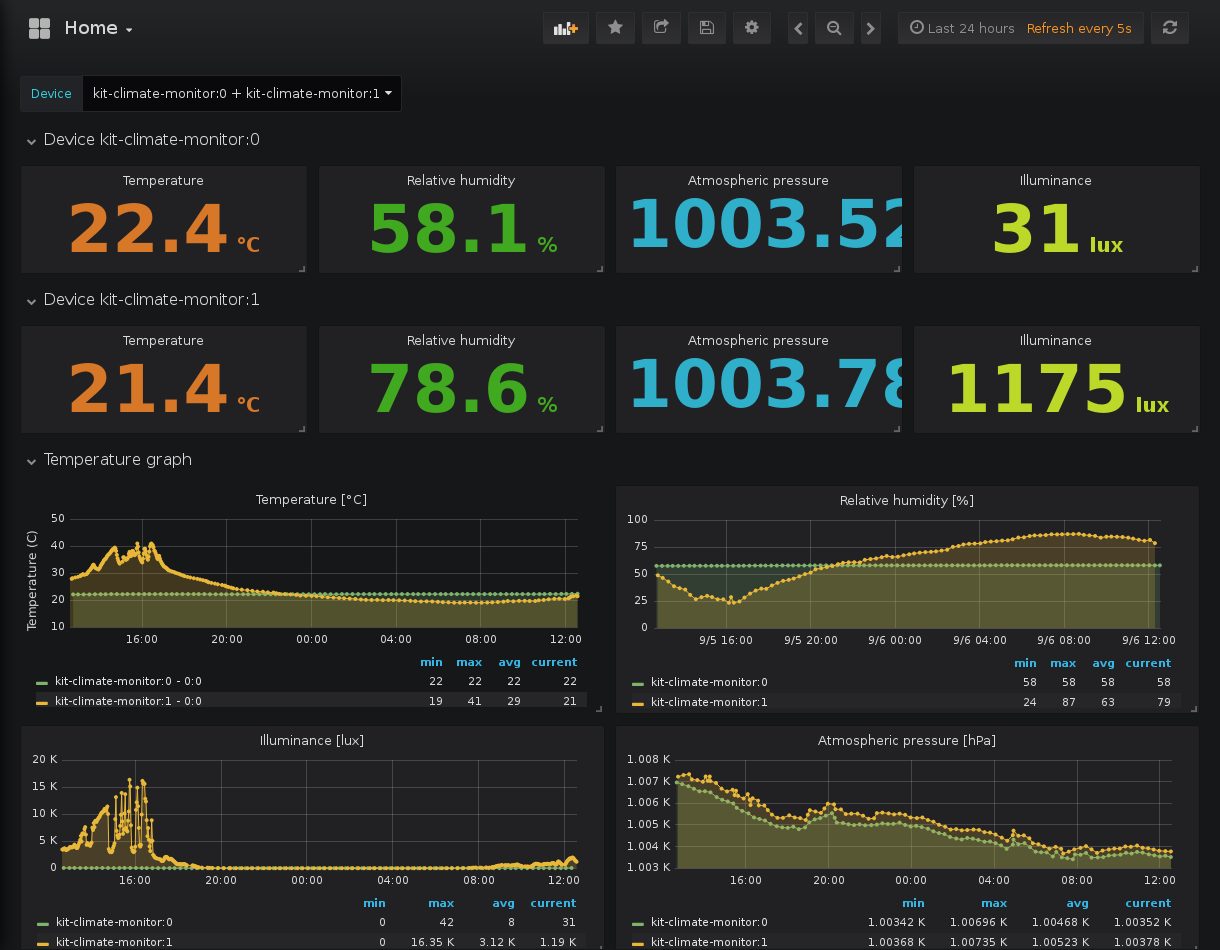 Home
Last 24 hours Refresh every 5s
Device kit-climate-monitor:0 + kit-climate-monitor:1
Device kit-climate-monitor:0
Temperature Relative humidity Atmospheric pressure Illuminance
22.4 °C 58.1 % 1003.52 31 lux
Device kit-climate-monitor:1
Temperature Relative humidity Atmospheric pressure Illuminance
21.4 °C 78.6 % 1003.78 1175 lux
Temperature graph
Temperature [°C]
Temperature (C)
50
40
30
20
10
16:00 20:00 00:00 04:00 08:00 12:00
min max avg current
kit-climate-monitor:0 - 0:0 22 22 22 22
kit-climate-monitor:1 - 0:0 19 41 29 21
Relative humidity [%]
100
75
50
25
0
9/5 16:00 9/5 20:00 9/6 00:00 9/6 04:00 9/6 08:00 9/6 12:00
min max avg current
kit-climate-monitor:0 58 58 58 58
kit-climate-monitor:1 24 87 63 79
Illuminance [lux]
20 K
15 K
10 K
5 K
0
16:00 20:00 00:00 04:00 08:00 12:00
min max avg current
kit-climate-monitor:0 0 42 8 31
kit-climate-monitor:1 0 16.35 K 3.12 K 1.19 K
Atmospheric pressure [hPa]
1.008 K
1.007 K
1.006 K
1.005 K
1.004 K
1.003 K
16:00 20:00 00:00 04:00 08:00 12:00
min max avg current
kit-climate-monitor:0 1.00342 K 1.00696 K 1.00468 K 1.00352 K
kit-climate-monitor:1 1.00368 K 1.00735 K 1.00523 K 1.00378 K